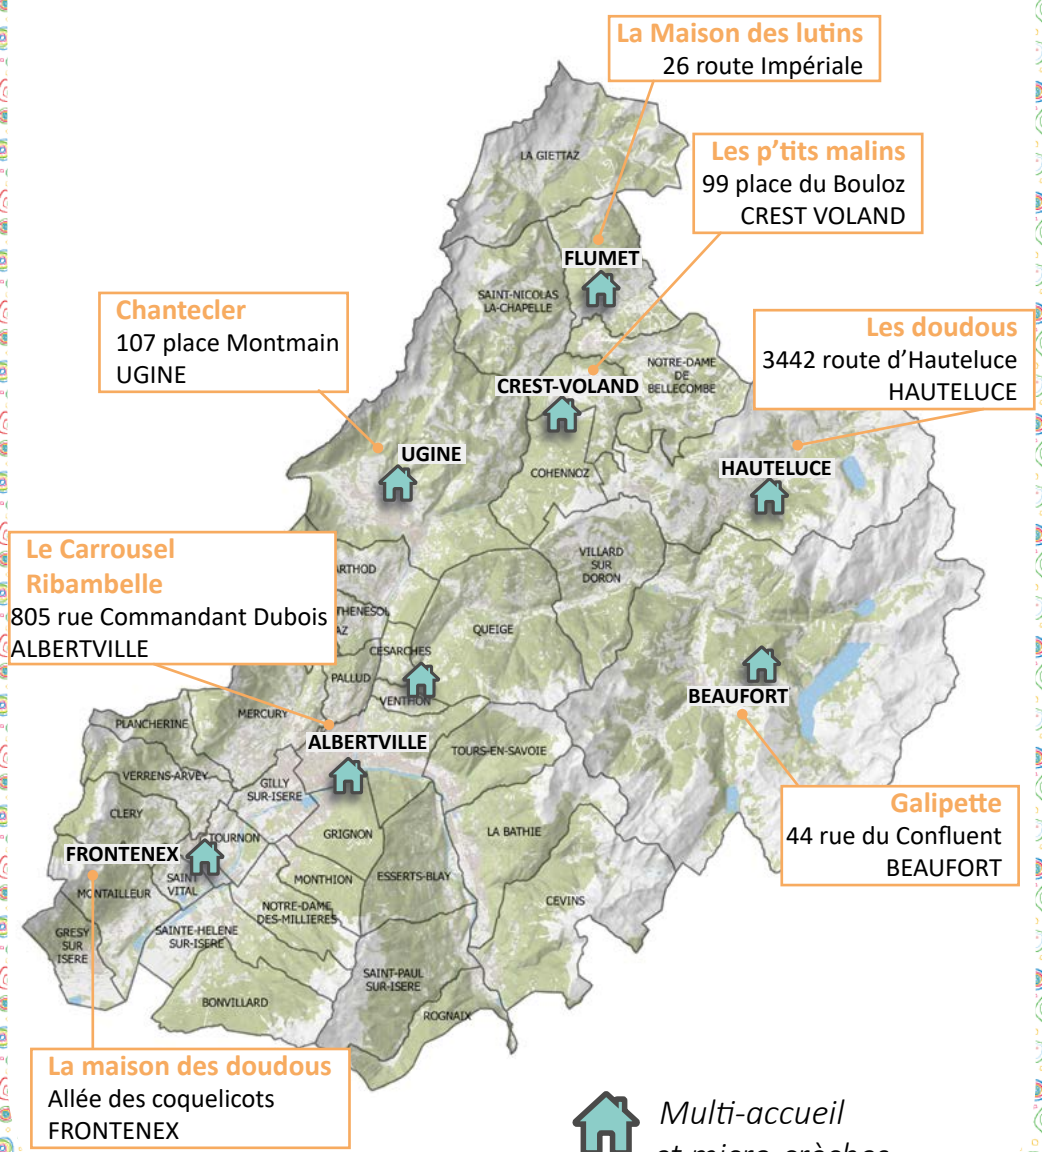 La Maison des lutins
26 route Impériale
Les p'tits malins
99 place du Bouloz
CREST VOLAND
LA GIETTAZ
FLUMET
SAINT-NICOLAS
LA-CHAPELLE
Chantecler
107 place Montmain
UGINE
Les doudous
3442 route d'Hauteluce
HAUTELUCE
NOTRE-DAME
DE
BELLECOMBE
CREST-VOLAND
UGINE
COHENNOZ
HAUTELUCE
Le Carrousel
Ribambelle
805 rue Commandant Dubois
ALBERTVILLE
ARTHOD
THENESOL
AZ
VILLARD
SUR
DORON
QUEIGE
CESARCHES
PALLUD
VENTHON
BEAUFORT
MERCURY
PLANCHERINE
ALBERTVILLE
TOURS-EN-SAVOIE
VERRENS-ARVEY
GILLY
SUR-ISERE
CLERY
TOURNON
GRIGNON
LA BATHIE
Galipette
44 rue du Confluent
BEAUFORT
FRONTENEX
SAINT
VITAL
MONTAILLEUR
MONTHION
ESSERTS-BLAY
CEVINS
NOTRE-DAME
DES-MILLIERES
GRESY
SUR
ISERE
SAINTE-HELENE
SUR-ISERE
SAINT-PAUL
SUR-ISERE
BONVILLARD
ROGNAIX
La maison des doudous
Allée des coquelicots
FRONTENEX
Multi-accueil
et micro-crèches